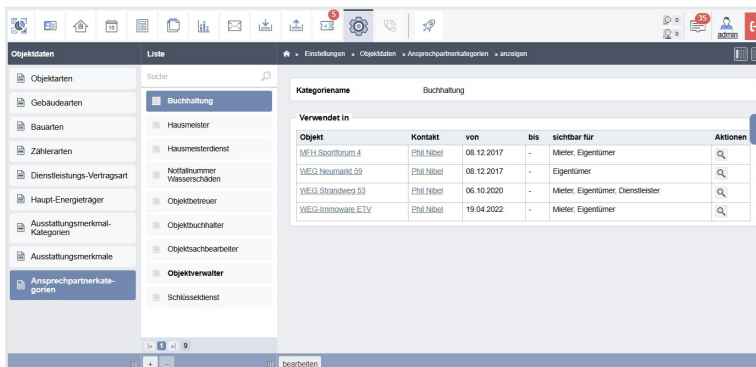 5
35
0
0
admin
16
Objektdaten
Liste
» Einstellungen » Objektdaten » Ansprechpartnerkategorien » anzeigen
Objektarten
Gebäudearten
Bauarten
Zählerarten
Dienstleistungs-Vertragsart
Haupt-Energieträger
Ausstattungsmerkmal-
Kategorien
Ausstattungsmerkmale
Ansprechpartnerkate-
gorien
Suche
Buchhaltung
Hausmeister
Hausmeisterdienst
Notfallnummer
Wasserschäden
Objektbetreuer
Objektbuchhalter
Objektsachbearbeiter
Objektverwalter
Schlüsseldienst
1 9
+ -
Kategoriename Buchhaltung
Verwendet in
Objekt Kontakt von bis sichtbar für Aktionen
MFH Sportforum 4 Phil Nibel 08.12.2017 - Mieter, Eigentümer
WEG Neumarkt 59 Phil Nibel 08.12.2017 - Eigentümer
WEG Strandweg 53 Phil Nibel 06.10.2020 - Mieter, Eigentümer, Dienstleister
WEG-Immoware ETV Phil Nibel 19.04.2022 - Mieter, Eigentümer
bearbeiten